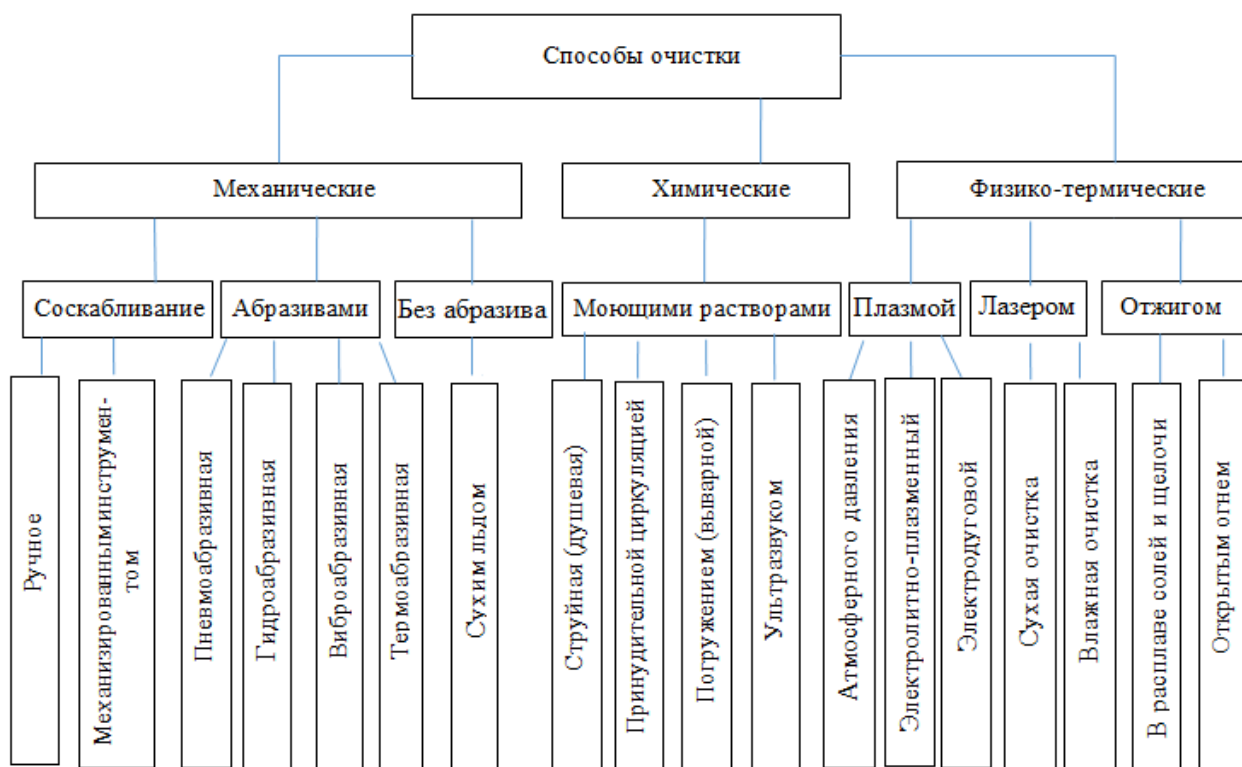 Способы очистки
Механические
Химические
Физико-термические
Соскабливание
Абразивами
Без абразива
Моющими растворами
Плазмой
Лазером
Отжигом
Ручное
Механизированныминструмен-
том
Пневмоабразивная
Гидроабразивная
Виброабразивная
Термоабразивная
Сухим льдом
Струйная (душевая)
Принудительной циркуляцией
Погружением (выварной)
Ультразвуком
Атмосферного давления
Электролитно-плазменный
Электродуговой
Сухая очистка
Влажная очистка
В расплаве солей и щелочи
Открытым огнем